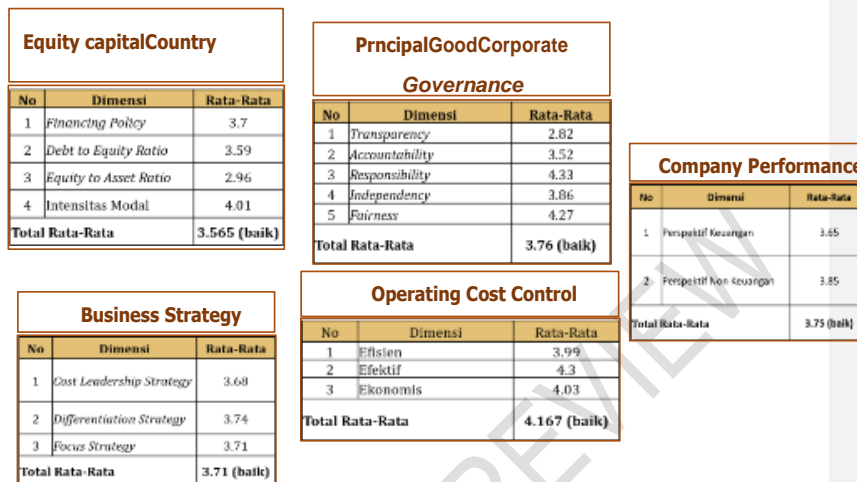 Equity capitalCountry
No Dimensi Rata-Rata
1 Financing Policy 3.7
2 Debt to Equity Ratio 3.59
3 Equity to Asset Ratio 2.96
4 Intensitas Modal 4.01
Total Rata-Rata 3.565 (baik)
PrncipalGoodCorporate
Governance
No Dimensi Rata-Rata
1 Transparency 2.82
2 Accountability 3.52
3 Responsibility 4.33
4 Independency 3.86
5 Fairness 4.27
Total Rata-Rata 3.76 (baik)
Company Performance
No Dimensi Rata-Rata
1 Perspektif Keuangan 3.65
2 Perspektif Non Keuangan 3.85
Total Rata-Rata 3.75 (baik)
Business Strategy
No Dimensi Rata-Rata
1 Cost Leadership Strategy 3.68
2 Differentiation Strategy 3.74
3 Focus Strategy 3.71
Total Rata-Rata 3.71 (baik)
Operating Cost Control
No Dimensi Rata-Rata
1 Efisien 3.99
2 Efektif 4.3
3 Ekonomis 4.03
Total Rata-Rata 4.167 (baik)
REVIEW